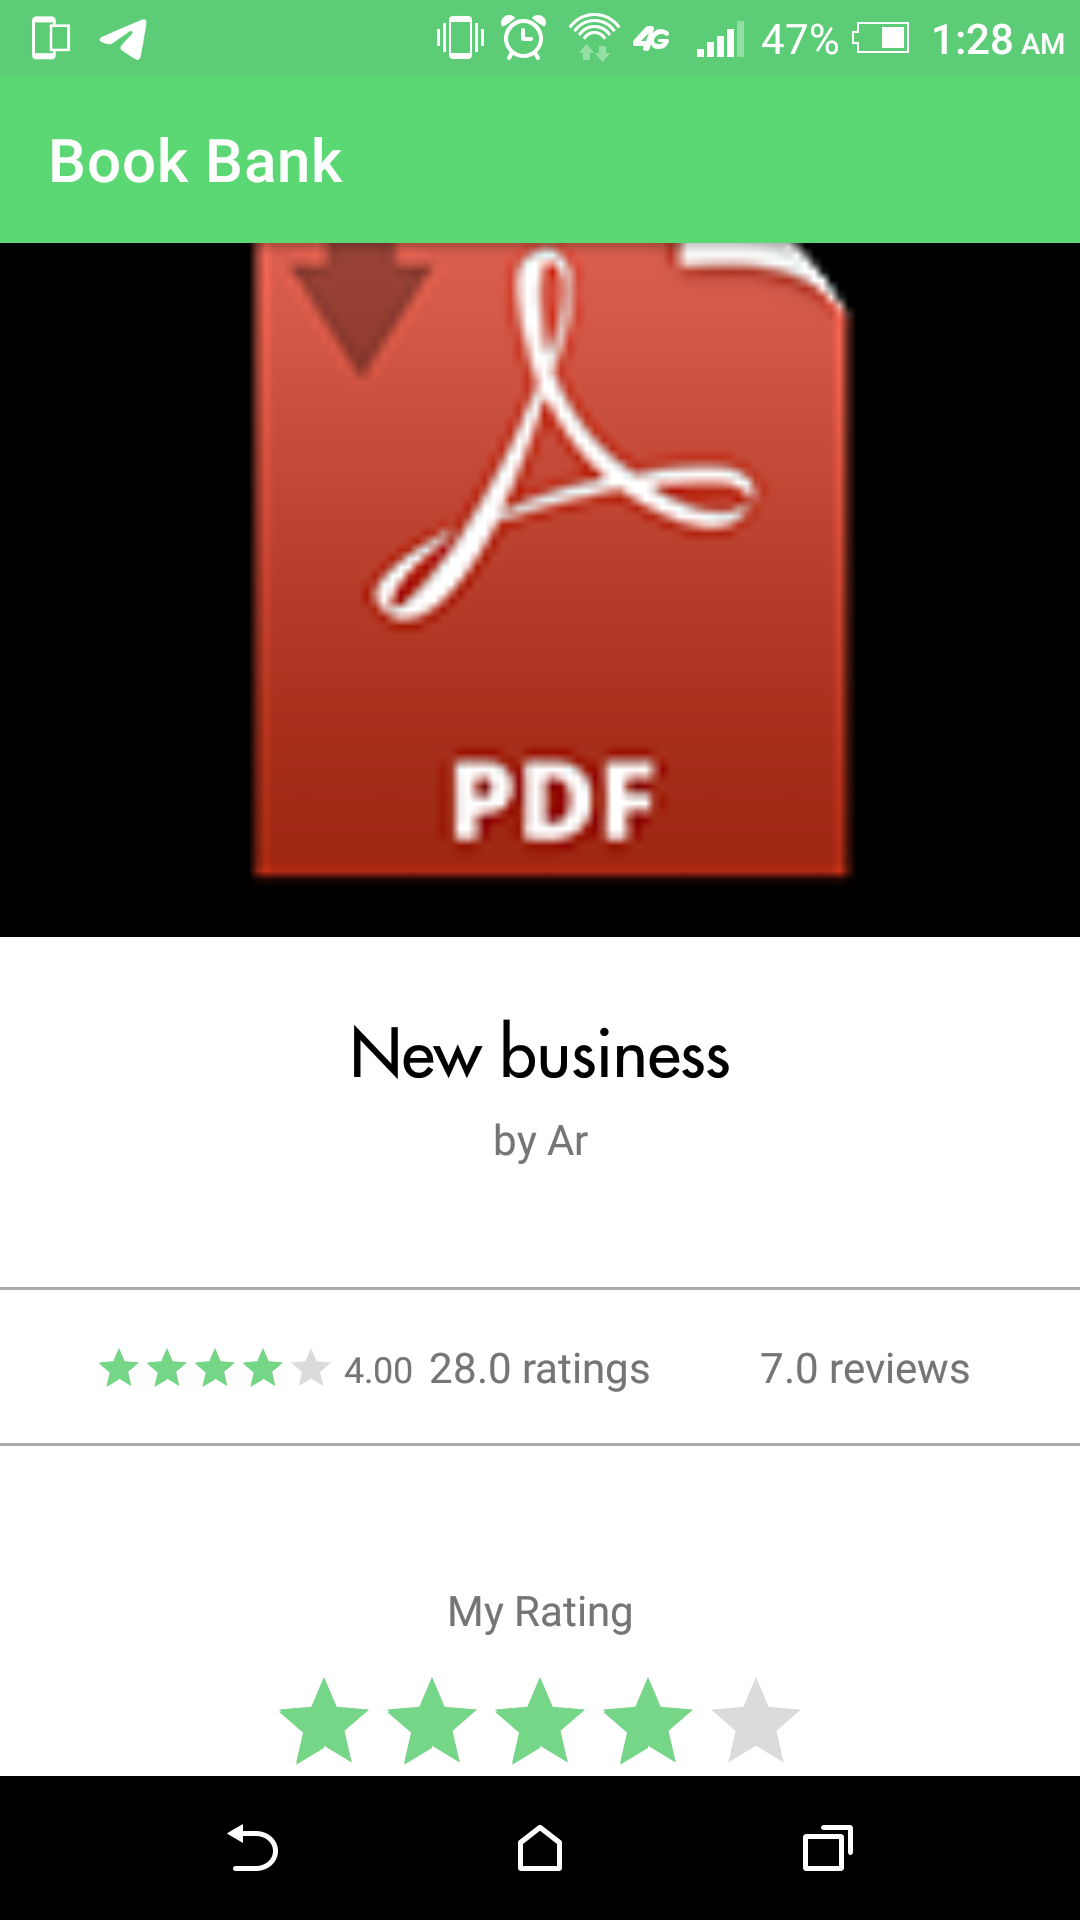 4G 47% 1:28 AM
Book Bank
PDF
New business
by Ar
4.00 28.0 ratings 7.0 reviews
My Rating